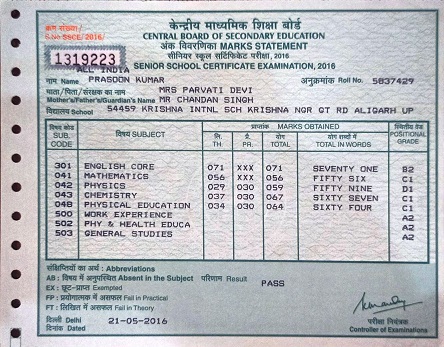 क्रम संख्या /
S.No SSCE/2016/
1319223
केन्द्रीय माध्यमिक शिक्षा बोर्ड
CENTRAL BOARD OF SECONDARY EDUCATION
अंक विवरणिका MARKS STATEMENT
सीनियर स्कूल सर्टिफिकेट परीक्षा, 2016
SENIOR SCHOOL CERTIFICATE EXAMINATION, 2016
ALL INDIA
नाम Name PRASOON KUMAR अनुक्रमांक Roll No. 5837429
माता/पिता/संरक्षक का नाम MRS PARVATI DEVI
Mother's/Father's/Guardian's Name MR CHANDAN SINGH
विद्यालय School 54459 KRISHNA INTNL SCH KRISHNA NGR GT RD ALIGARH UP
विषय कोड विषय SUBJECT प्राप्तांक MARKS OBTAINED स्थितीय ग्रेड
SUB. CODE लि. TH प्रै. PR. योग TOTAL योग शब्दों में TOTAL IN WORDS POSITIONAL GRADE
301 ENGLISH CORE 071 XXX 071 SEVENTY ONE B2
041 MATHEMATICS 056 XXX 056 FIFTY SIX C1
042 PHYSICS 029 030 059 FIFTY NINE D1
043 CHEMISTRY 037 030 067 SIXTY SEVEN C1
048 PHYSICAL EDUCATION 034 030 064 SIXTY FOUR C1
500 WORK EXPERIENCE A2
502 PHY & HEALTH EDUCA A2
503 GENERAL STUDIES A2
संक्षिप्तियों का अर्थ : Abbreviations
AB : विषय में अनुपस्थित Absent in the Subject परिणाम Result PASS
EX : छूट-प्राप्त Exempted
FP : प्रयोगात्मक में असफल Fail in Practical
FT : लिखित में असफल Fail in Theory
दिल्ली Delhi
दिनांक Dated 21-05-2016
परीक्षा नियंत्रक
Controller of Examinations